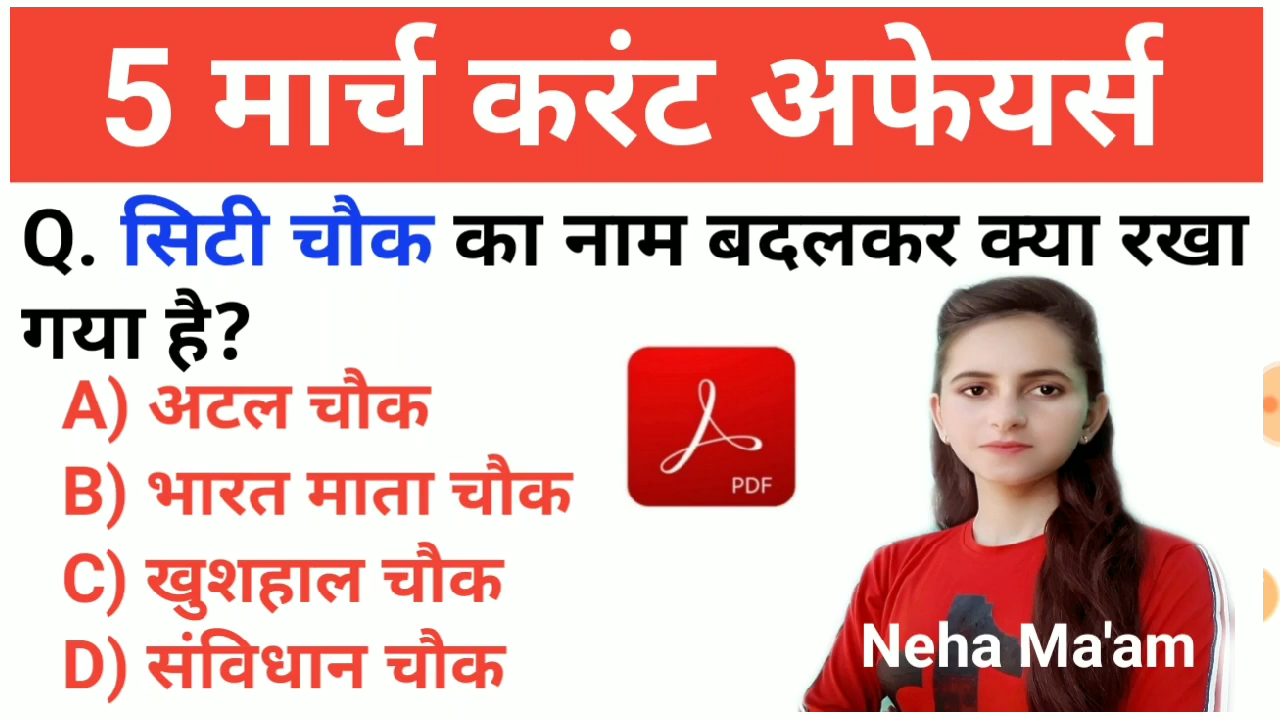 5 मार्च करंट अफेयर्स
Q. सिटी चौक का नाम बदलकर क्या रखा
गया है?
A) अटल चौक
B) भारत माता चौक
C) खुशहाल चौक
D) संविधान चौक
PDF
Neha Ma'am